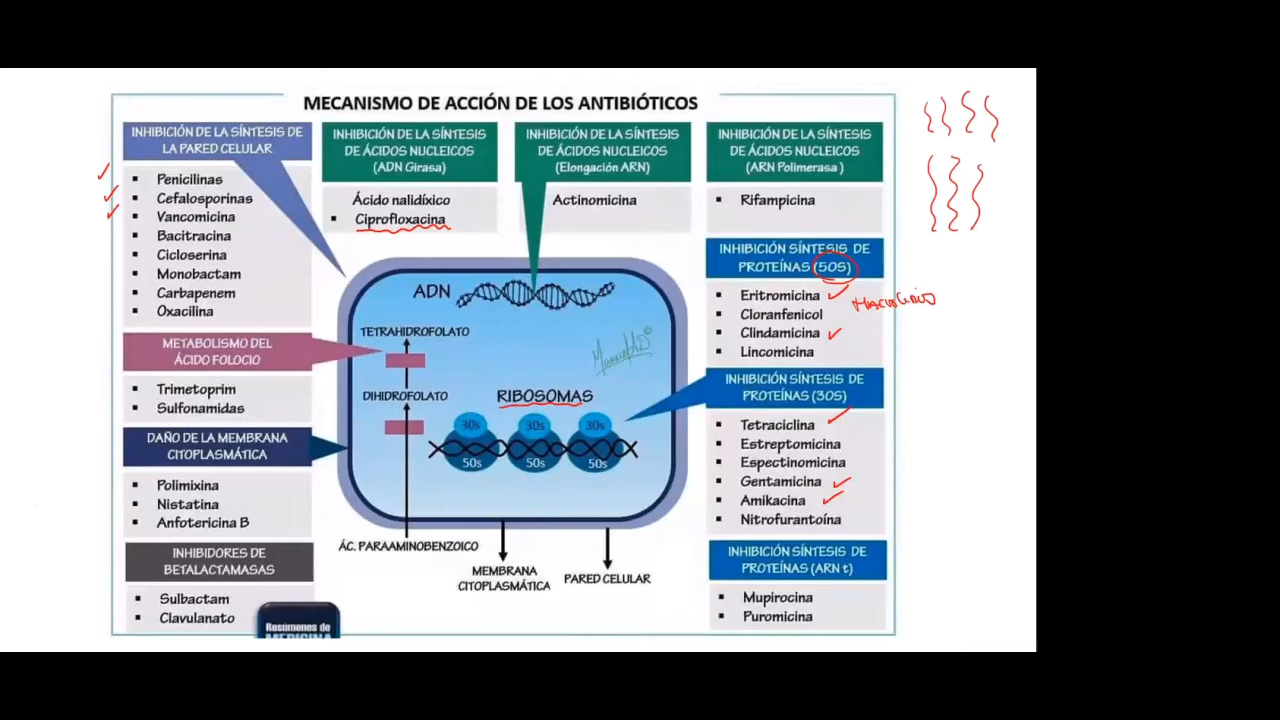 MECANISMO DE ACCIÓN DE LOS ANTIBIÓTICOS
INHIBICIÓN DE LA SÍNTESIS DE
LA PARED CELULAR
Penicilinas
Cefalosporinas
Vancomicina
Bacitracina
Cicloserina
Monobactam
Carbapenem
Oxacilina
METABOLISMO DEL
ÁCIDO FOLOCIO
Trimetoprim
Sulfonamidas
DAÑO DE LA MEMBRANA
CITOPLASMÁTICA
Polimixina
Nistatina
Anfotericina B
INHIBIDORES DE
BETALACTAMASAS
Sulbactam
Clavulanato
INHIBICIÓN DE LA SÍNTESIS
DE ÁCIDOS NUCLEICOS
(ADN Girasa)
Ácido nalidíxico
Ciprofloxacina
INHIBICIÓN DE LA SÍNTESIS
DE ÁCIDOS NUCLEICOS
(Elongación ARN)
Actinomicina
INHIBICIÓN DE LA SÍNTESIS
DE ÁCIDOS NUCLEICOS
(ARN Polimerasa )
Rifampicina
INHIBICIÓN SÍNTESIS DE
PROTEÍNAS (50S)
Eritromicina
Macrolidos
Cloranfenicol
Clindamicina
Lincomicina
INHIBICIÓN SÍNTESIS DE
PROTEÍNAS (30S)
Tetraciclina
Estreptomicina
Espectinomicina
Gentamicina
Amikacina
Nitrofurantoína
INHIBICIÓN SÍNTESIS DE
PROTEÍNAS (ARN t)
Mupirocina
Puromicina
ADN
TETRAHIDROFOLATO
DIHIDROFOLATO
RIBOSOMAS
30s 30s 30s
50s 50s 50s
ÁC. PARAAMINOBENZOICO
MEMBRANA
CITOPLASMÁTICA
PARED CELULAR
Resúmenes de
MEDICINA